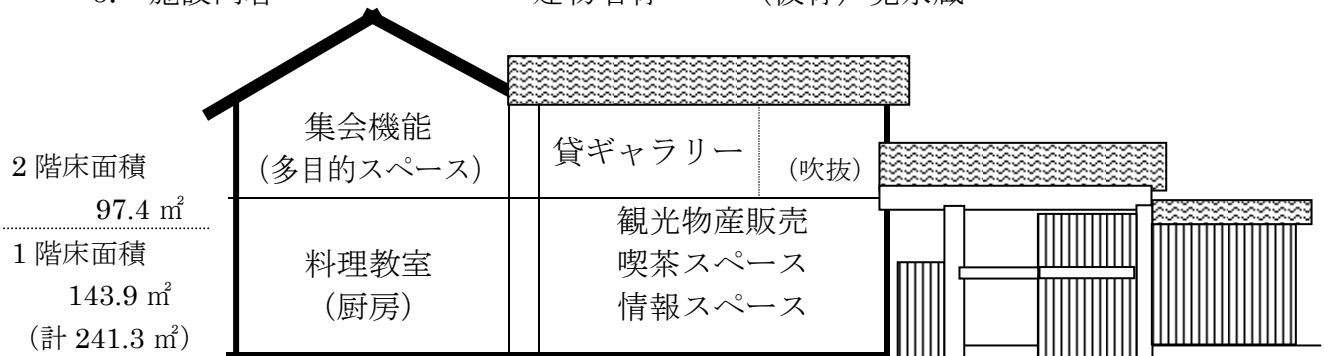 2 階床面積
97.4 ㎡
1 階床面積
143.9 ㎡
（計 241.3 ㎡）
集会機能
（多目的スペース）
貸ギャラリー
（吹抜）
料理教室
（厨房）
観光物産販売
喫茶スペース
情報スペース